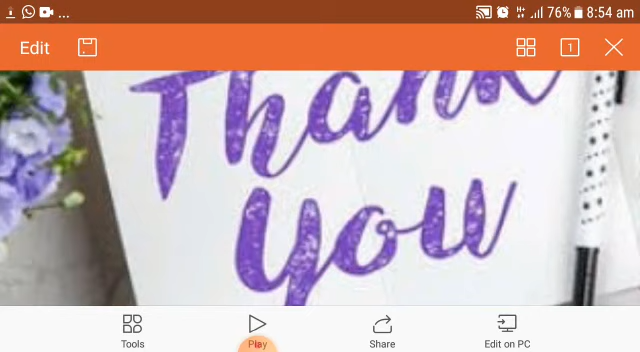 ... 76% 8:54 am
Edit 1
Thank
you
Tools Play Share Edit on PC